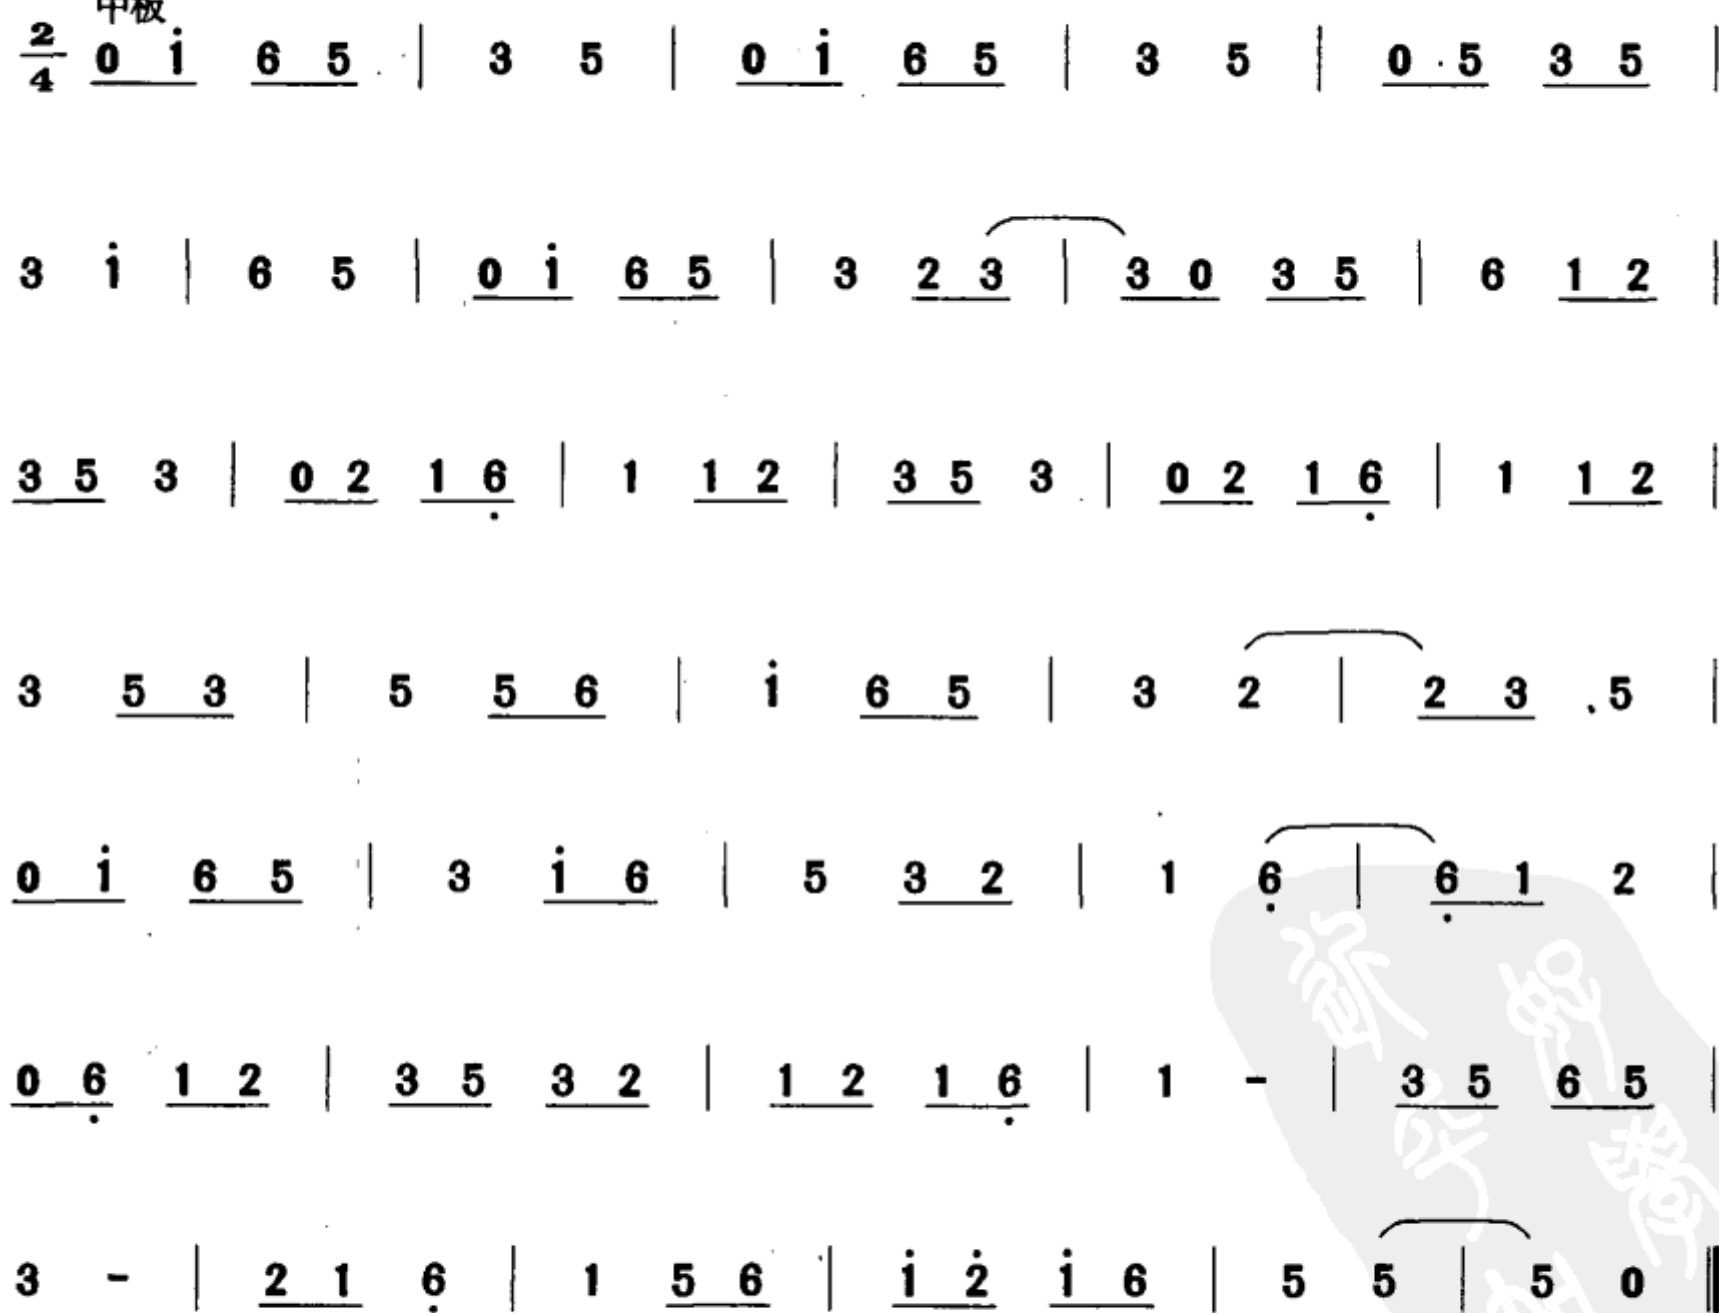 中板
2/4 0 i̇ 6 5 | 3 5 | 0 i̇ 6 5 | 3 5 | 0 5 3 5 |
3 i̇ | 6 5 | 0 i̇ 6 5 | 3 2 3 | 3 0 3 5 | 6 1 2 |
3 5 3 | 0 2 1 6̣ | 1 1 2 | 3 5 3 | 0 2 1 6̣ | 1 1 2 |
3 5 3 | 5 5 6 | i̇ 6 5 | 3 2 | 2 3 5 |
0 i̇ 6 5 | 3 i̇ 6 | 5 3 2 | 1 6̣ | 6̣ 1 2 |
0 6̣ 1 2 | 3 5 3 2 | 1 2 1 6̣ | 1 - | 3 5 6 5 |
3 - | 2 1 6̣ | 1 5 6 | i̇ 2̇ i̇ 6 | 5 5 | 5 0 ‖